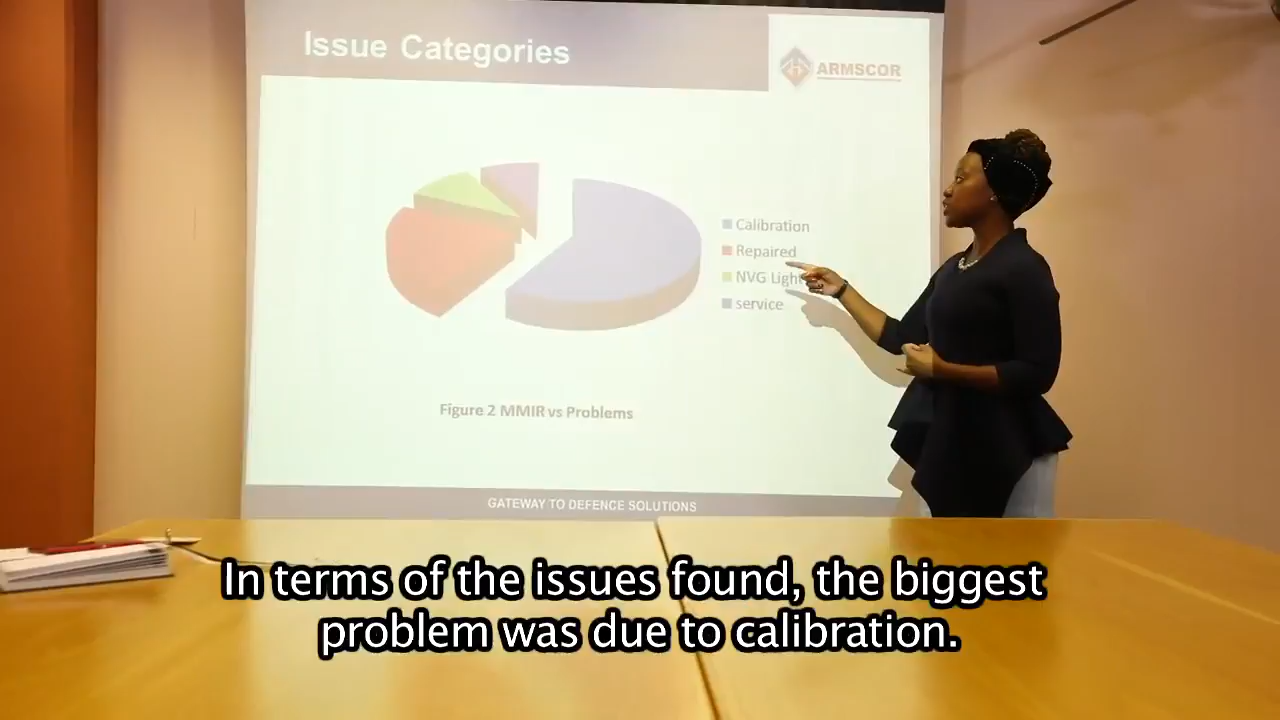 Issue Categories
ARMSCOR
Calibration
Repaired
NVG Light
service
Figure 2 MMIR vs Problems
GATEWAY TO DEFENCE SOLUTIONS
In terms of the issues found, the biggest
problem was due to calibration.